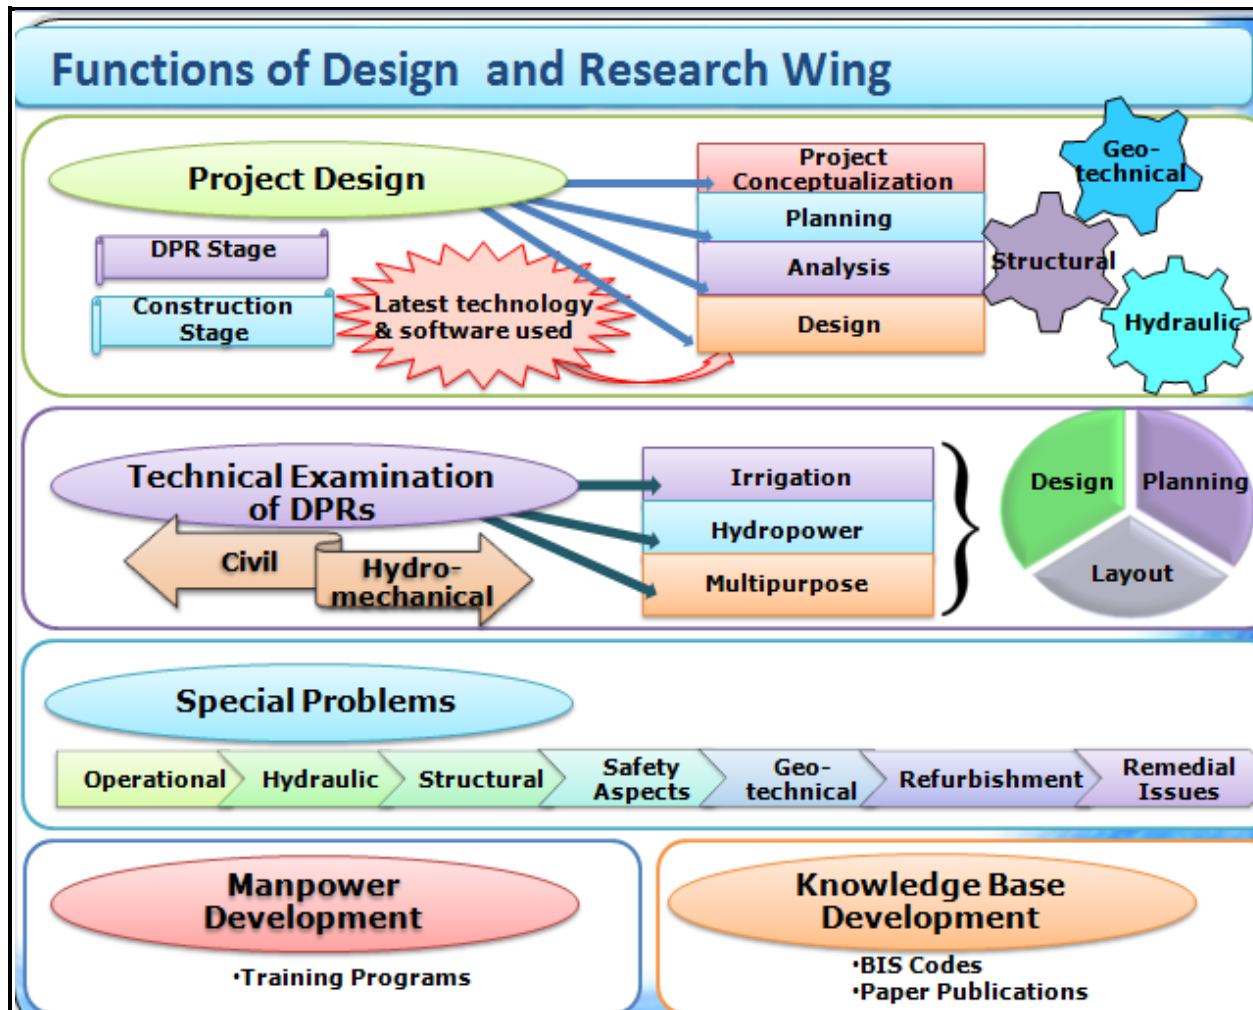 Functions of Design and Research Wing
Project Design
DPR Stage
Construction
Stage
Latest technology
& software used
Project
Conceptualization
Planning
Analysis
Design
Geo-
technical
Structural
Hydraulic
Technical Examination
of DPRs
Civil
Hydro-
mechanical
Irrigation
Hydropower
Multipurpose
Design
Planning
Layout
Special Problems
Operational
Hydraulic
Structural
Safety
Aspects
Geo-
technical
Refurbishment
Remedial
Issues
Manpower
Development
•Training Programs
Knowledge Base
Development
•BIS Codes
•Paper Publications